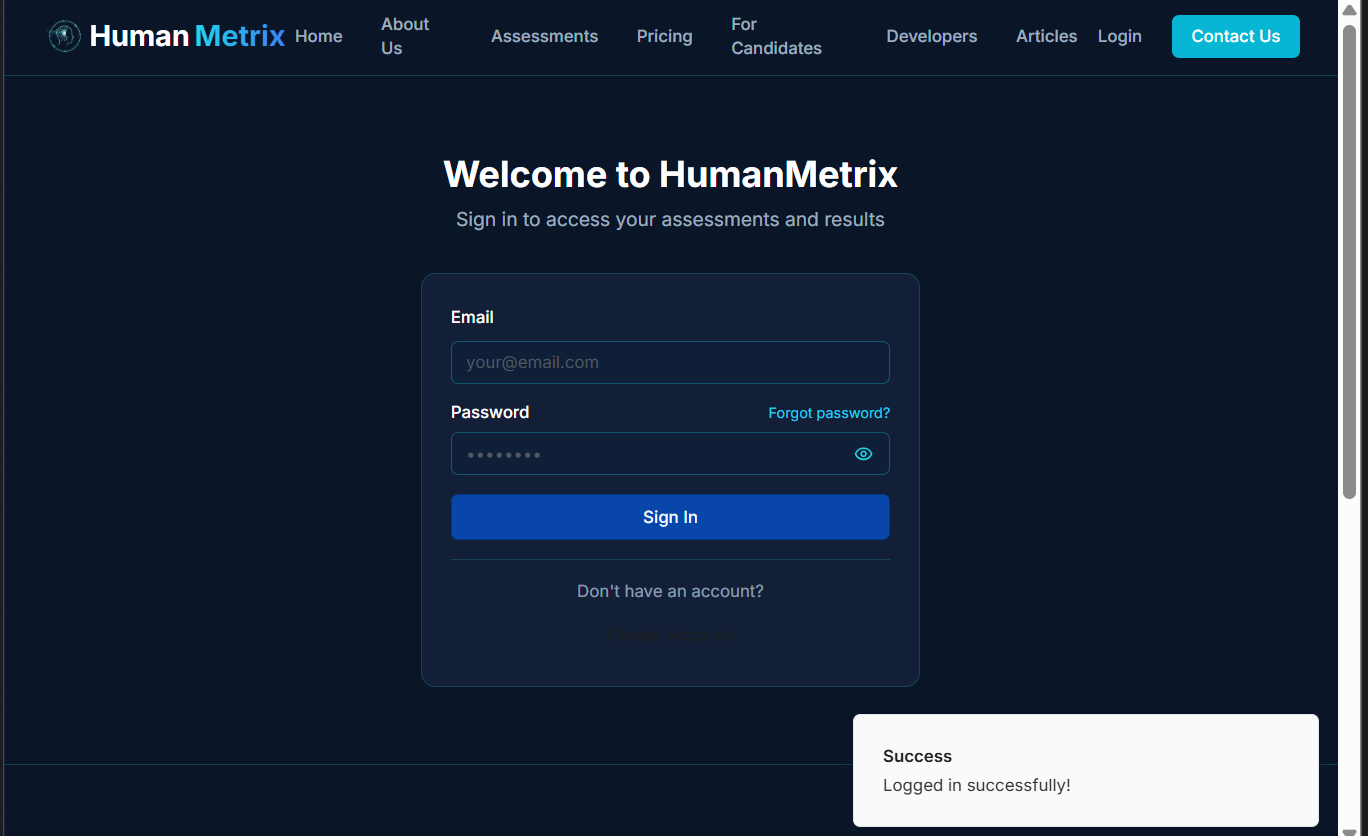 HumanMetrix
Home
About
Us
Assessments
Pricing
For
Candidates
Developers
Articles
Login
Contact Us
Welcome to HumanMetrix
Sign in to access your assessments and results
Email
your@email.com
Password
Forgot password?
Sign In
Don't have an account?
Success
Logged in successfully!